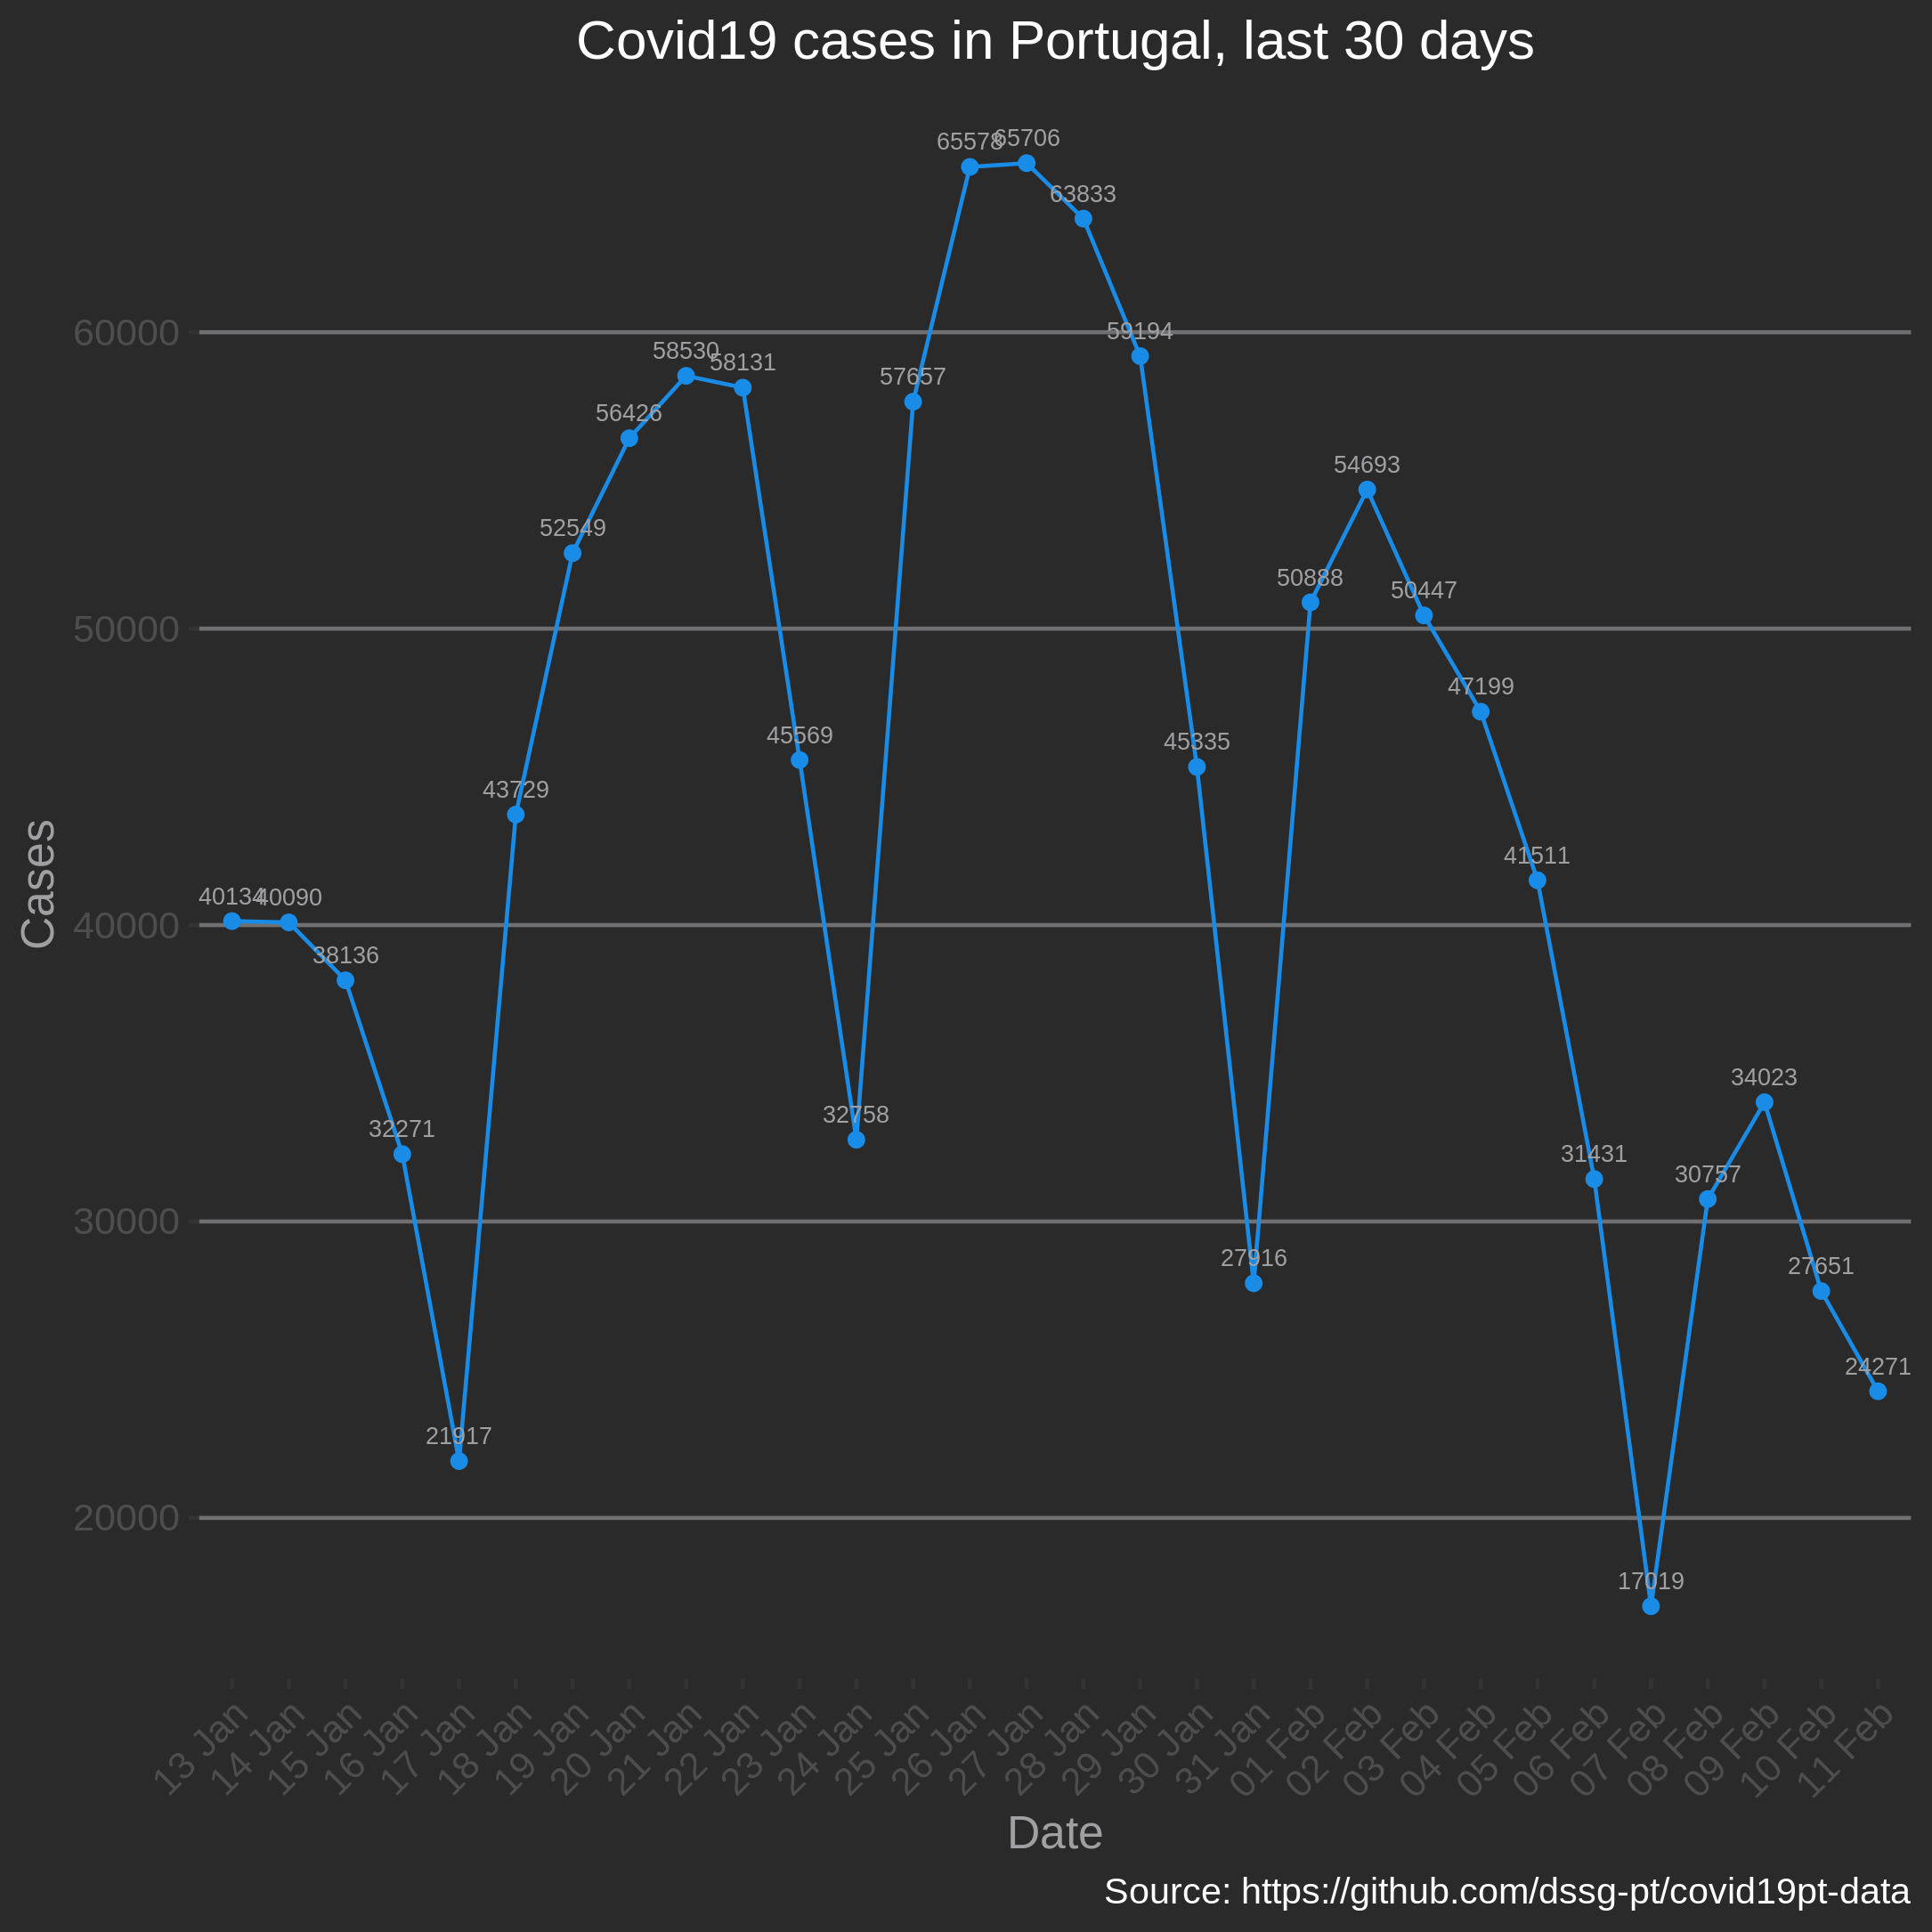 Covid19 cases in Portugal, last 30 days
Cases
60000
50000
40000
30000
20000
40134
40090
38136
32271
21917
43729
52549
56426
58530
58131
45569
32758
57657
65578
65706
63833
59194
45335
27916
50888
54693
50447
47199
41511
31431
17019
30757
34023
27651
24271
13 Jan
14 Jan
15 Jan
16 Jan
17 Jan
18 Jan
19 Jan
20 Jan
21 Jan
22 Jan
23 Jan
24 Jan
25 Jan
26 Jan
27 Jan
28 Jan
29 Jan
30 Jan
31 Jan
01 Feb
02 Feb
03 Feb
04 Feb
05 Feb
06 Feb
07 Feb
08 Feb
09 Feb
10 Feb
11 Feb
Date
Source: https://github.com/dssg-pt/covid19pt-data